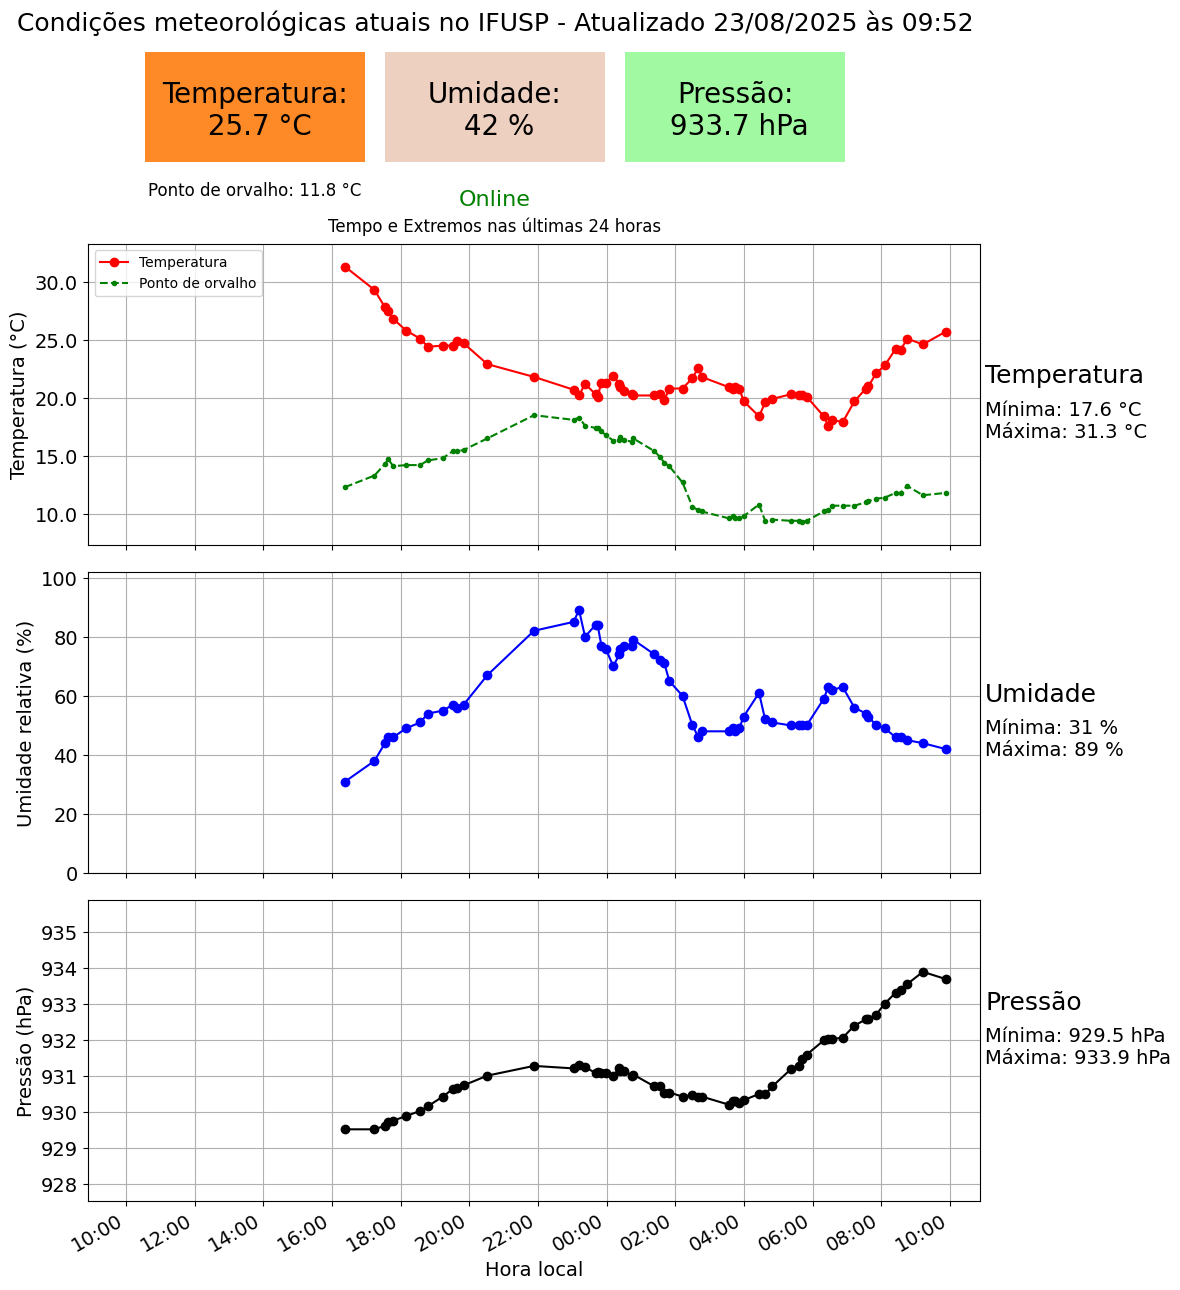 Condições meteorológicas atuais no IFUSP - Atualizado 23/08/2025 às 09:52
Temperatura:
25.7 °C
Umidade:
42 %
Pressão:
933.7 hPa
Ponto de orvalho: 11.8 °C
Online
Tempo e Extremos nas últimas 24 horas
Temperatura
Ponto de orvalho
Temperatura (°C)
30.0
25.0
20.0
15.0
10.0
Temperatura
Mínima: 17.6 °C
Máxima: 31.3 °C
Umidade relativa (%)
100
80
60
40
20
0
Umidade
Mínima: 31 %
Máxima: 89 %
Pressão (hPa)
935
934
933
932
931
930
929
928
Pressão
Mínima: 929.5 hPa
Máxima: 933.9 hPa
10:00
12:00
14:00
16:00
18:00
20:00
22:00
00:00
02:00
04:00
06:00
08:00
10:00
Hora local